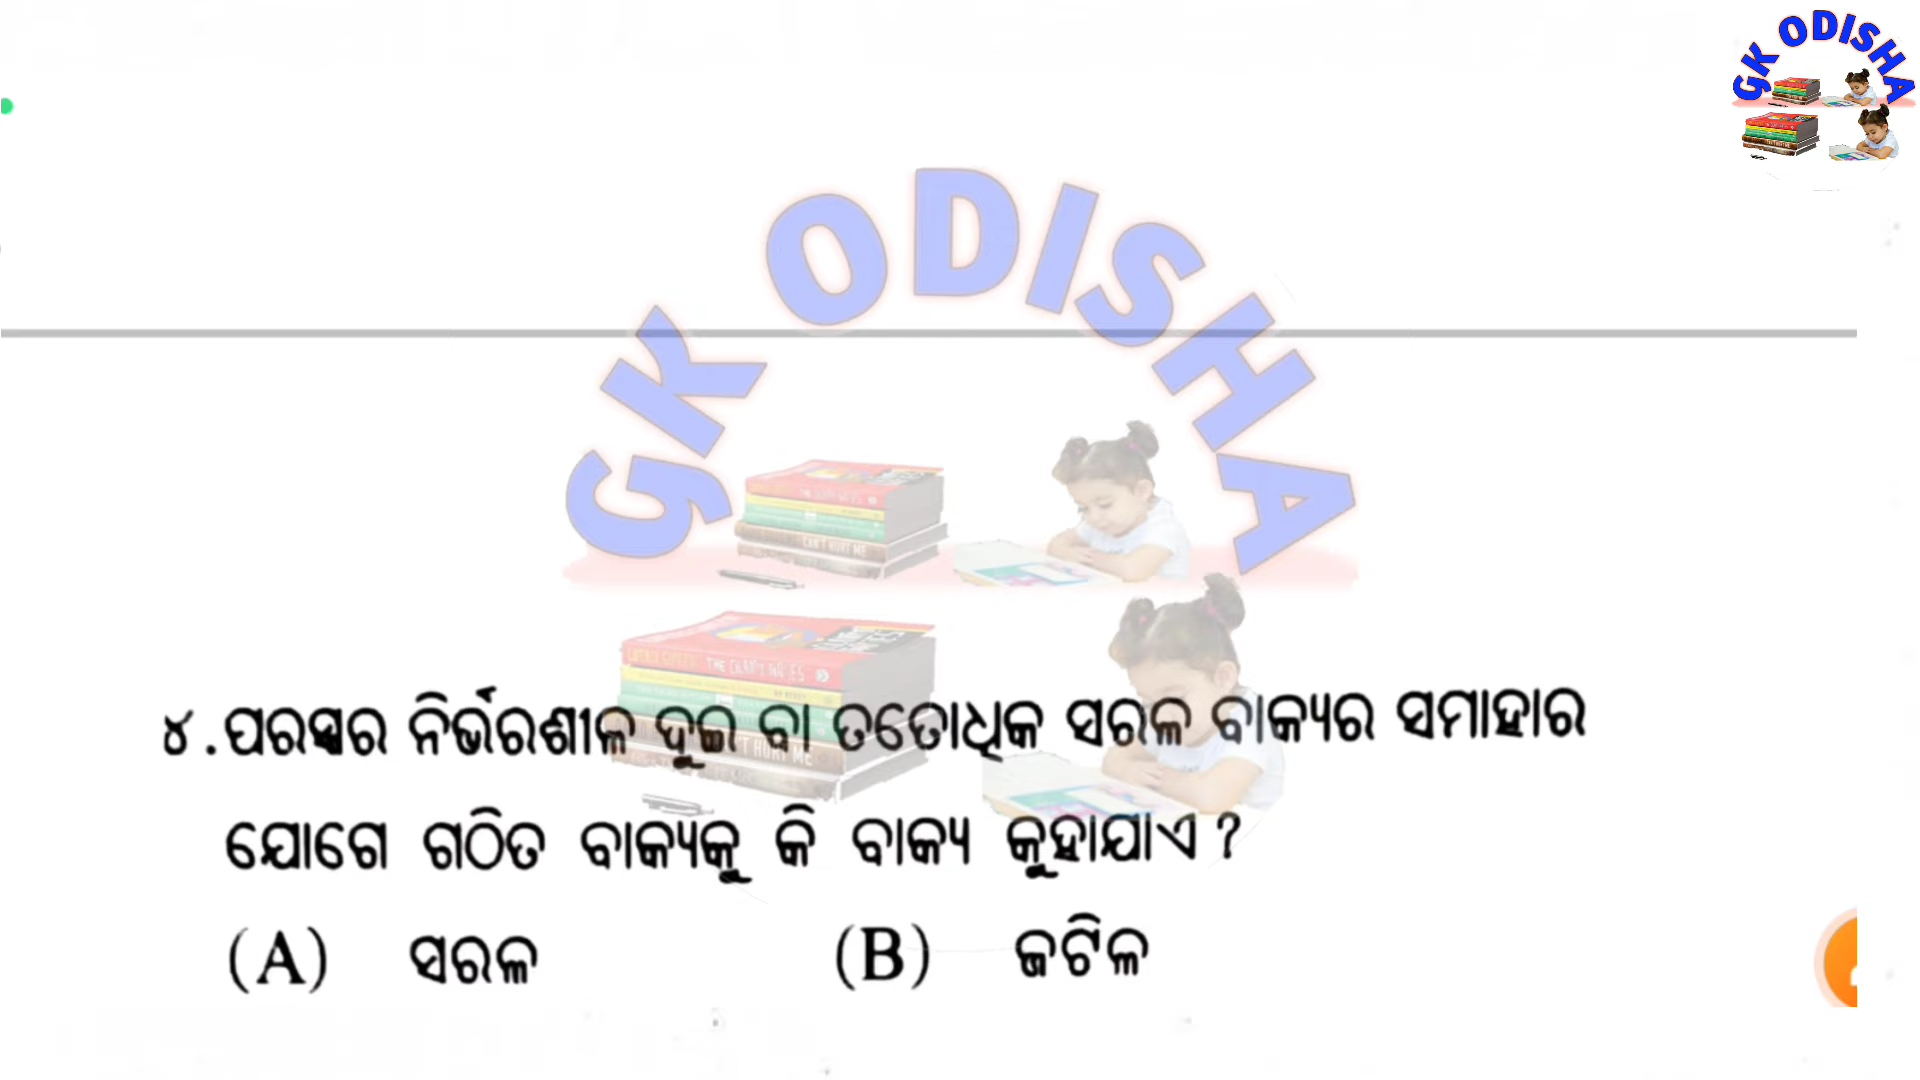 GK ODISHA
GK ODISHA
୪.ପରସ୍ପର ନିର୍ଭରଶୀଳ ଦୁଇ ବା ତତୋଧିକ ସରଳ ବାକ୍ୟର ସମାହାର
ଯୋଗେ ଗଠିତ ବାକ୍ୟକୁ କି ବାକ୍ୟ କୁହାଯାଏ ?
(A) ସରଳ (B) ଜଟିଳ